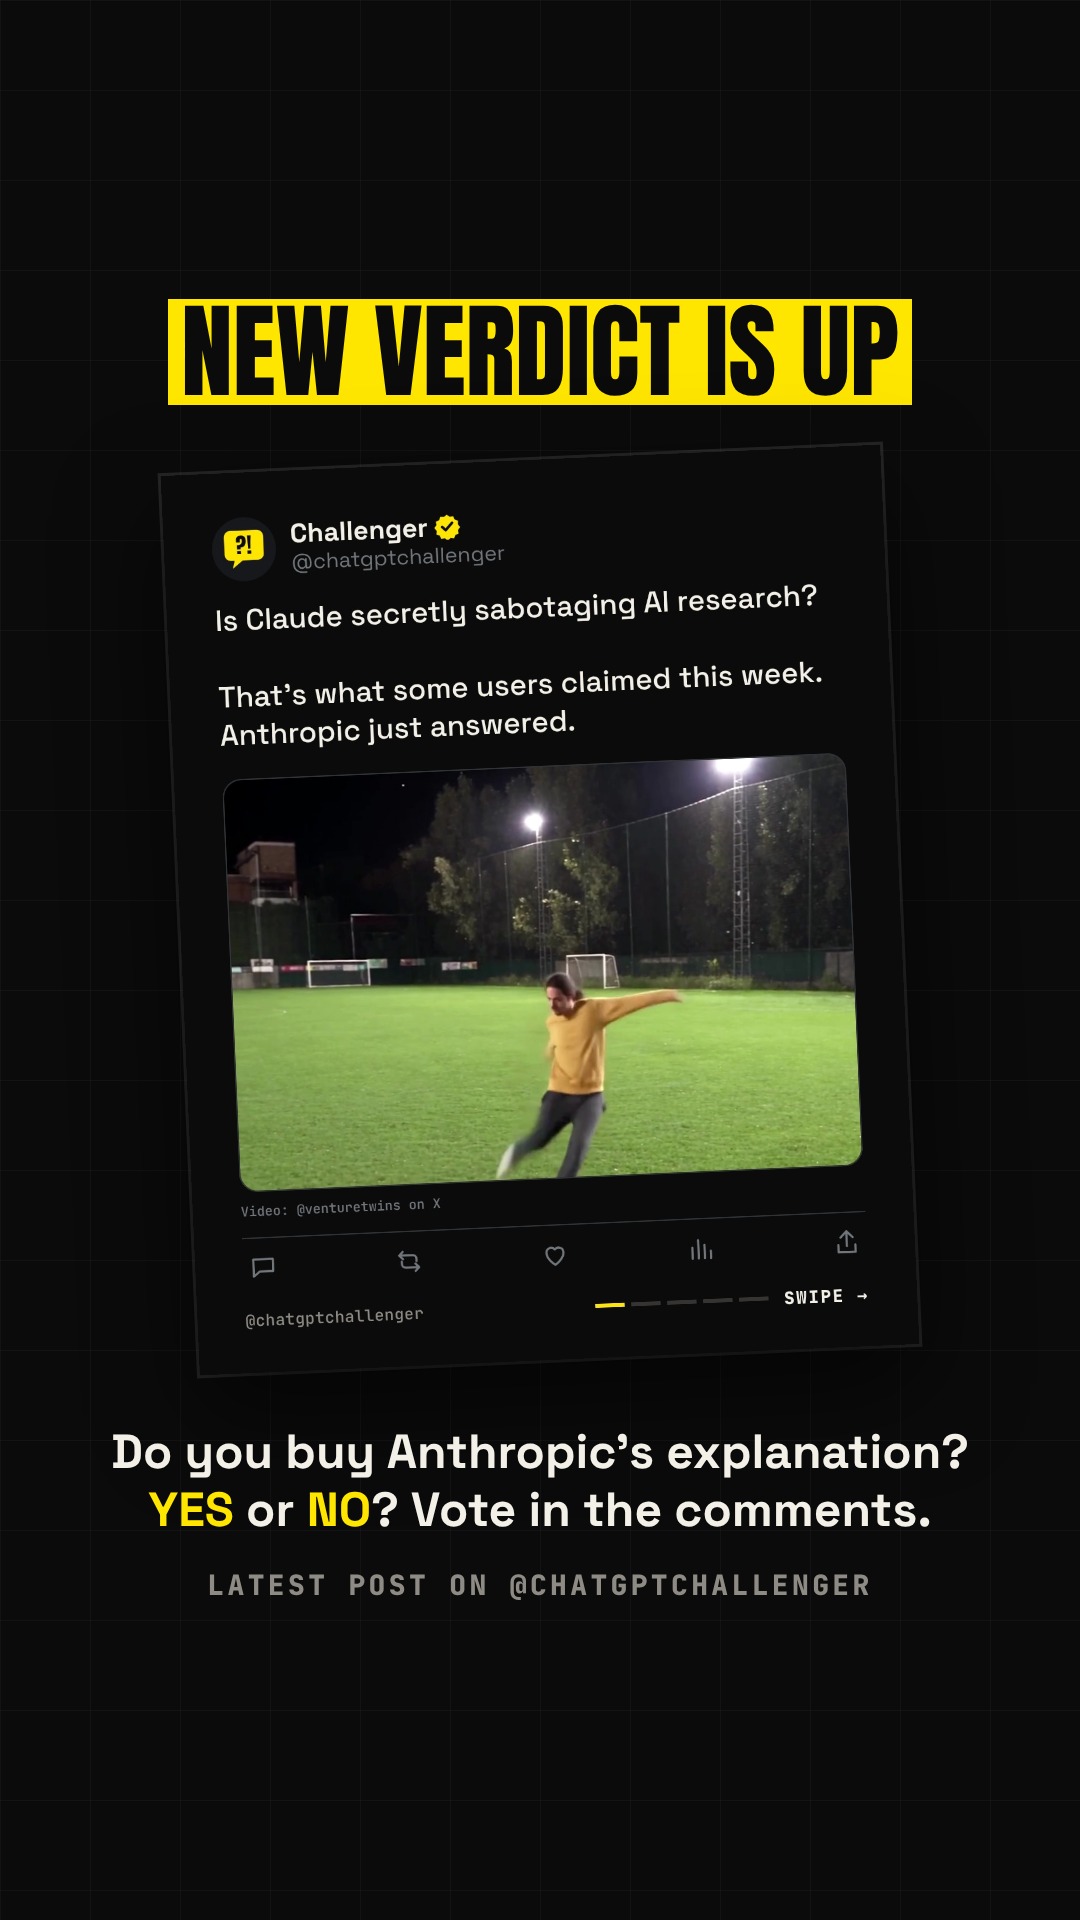 NEW VERDICT IS UP
?!
Challenger
@chatgptchallenger
Is Claude secretly sabotaging AI research?
That's what some users claimed this week.
Anthropic just answered.
Video: @venturetwins on X
@chatgptchallenger
SWIPE →
Do you buy Anthropic's explanation?
YES or NO? Vote in the comments.
LATEST POST ON @CHATGPTCHALLENGER